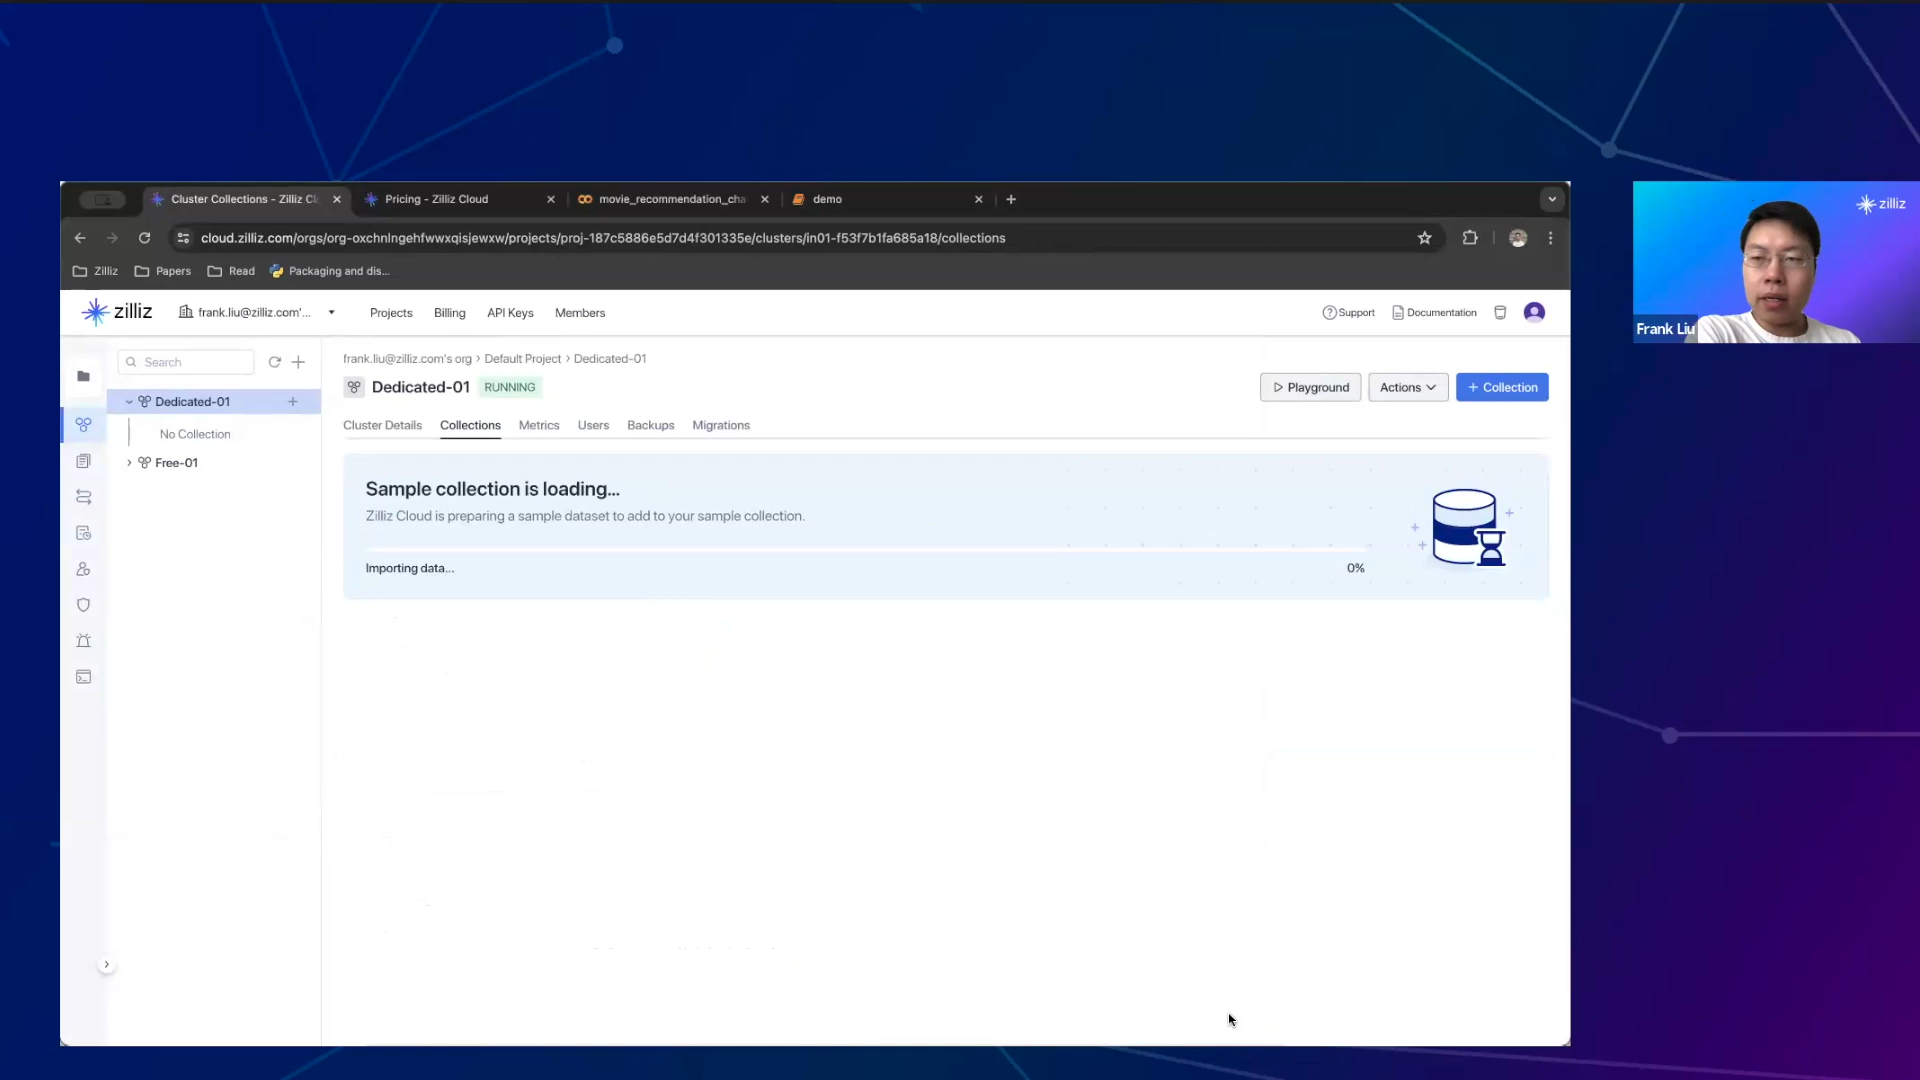 Cluster Collections - Zilliz Cl
Pricing - Zilliz Cloud
movie_recommendation_cha
demo
cloud.zilliz.com/orgs/org-oxchnlngehfwwxqisjewxw/projects/proj-187c5886e5d7d4f301335e/clusters/in01-f53f7b1fa685a18/collections
Zilliz
Papers
Read
Packaging and dis...
zilliz
Frank Liu
zilliz
frank.liu@zilliz.com'...
Projects
Billing
API Keys
Members
Support
Documentation
Search
Dedicated-01
No Collection
Free-01
frank.liu@zilliz.com's org > Default Project > Dedicated-01
Dedicated-01
RUNNING
Playground
Actions
+ Collection
Cluster Details
Collections
Metrics
Users
Backups
Migrations
Sample collection is loading...
Zilliz Cloud is preparing a sample dataset to add to your sample collection.
Importing data...
0%